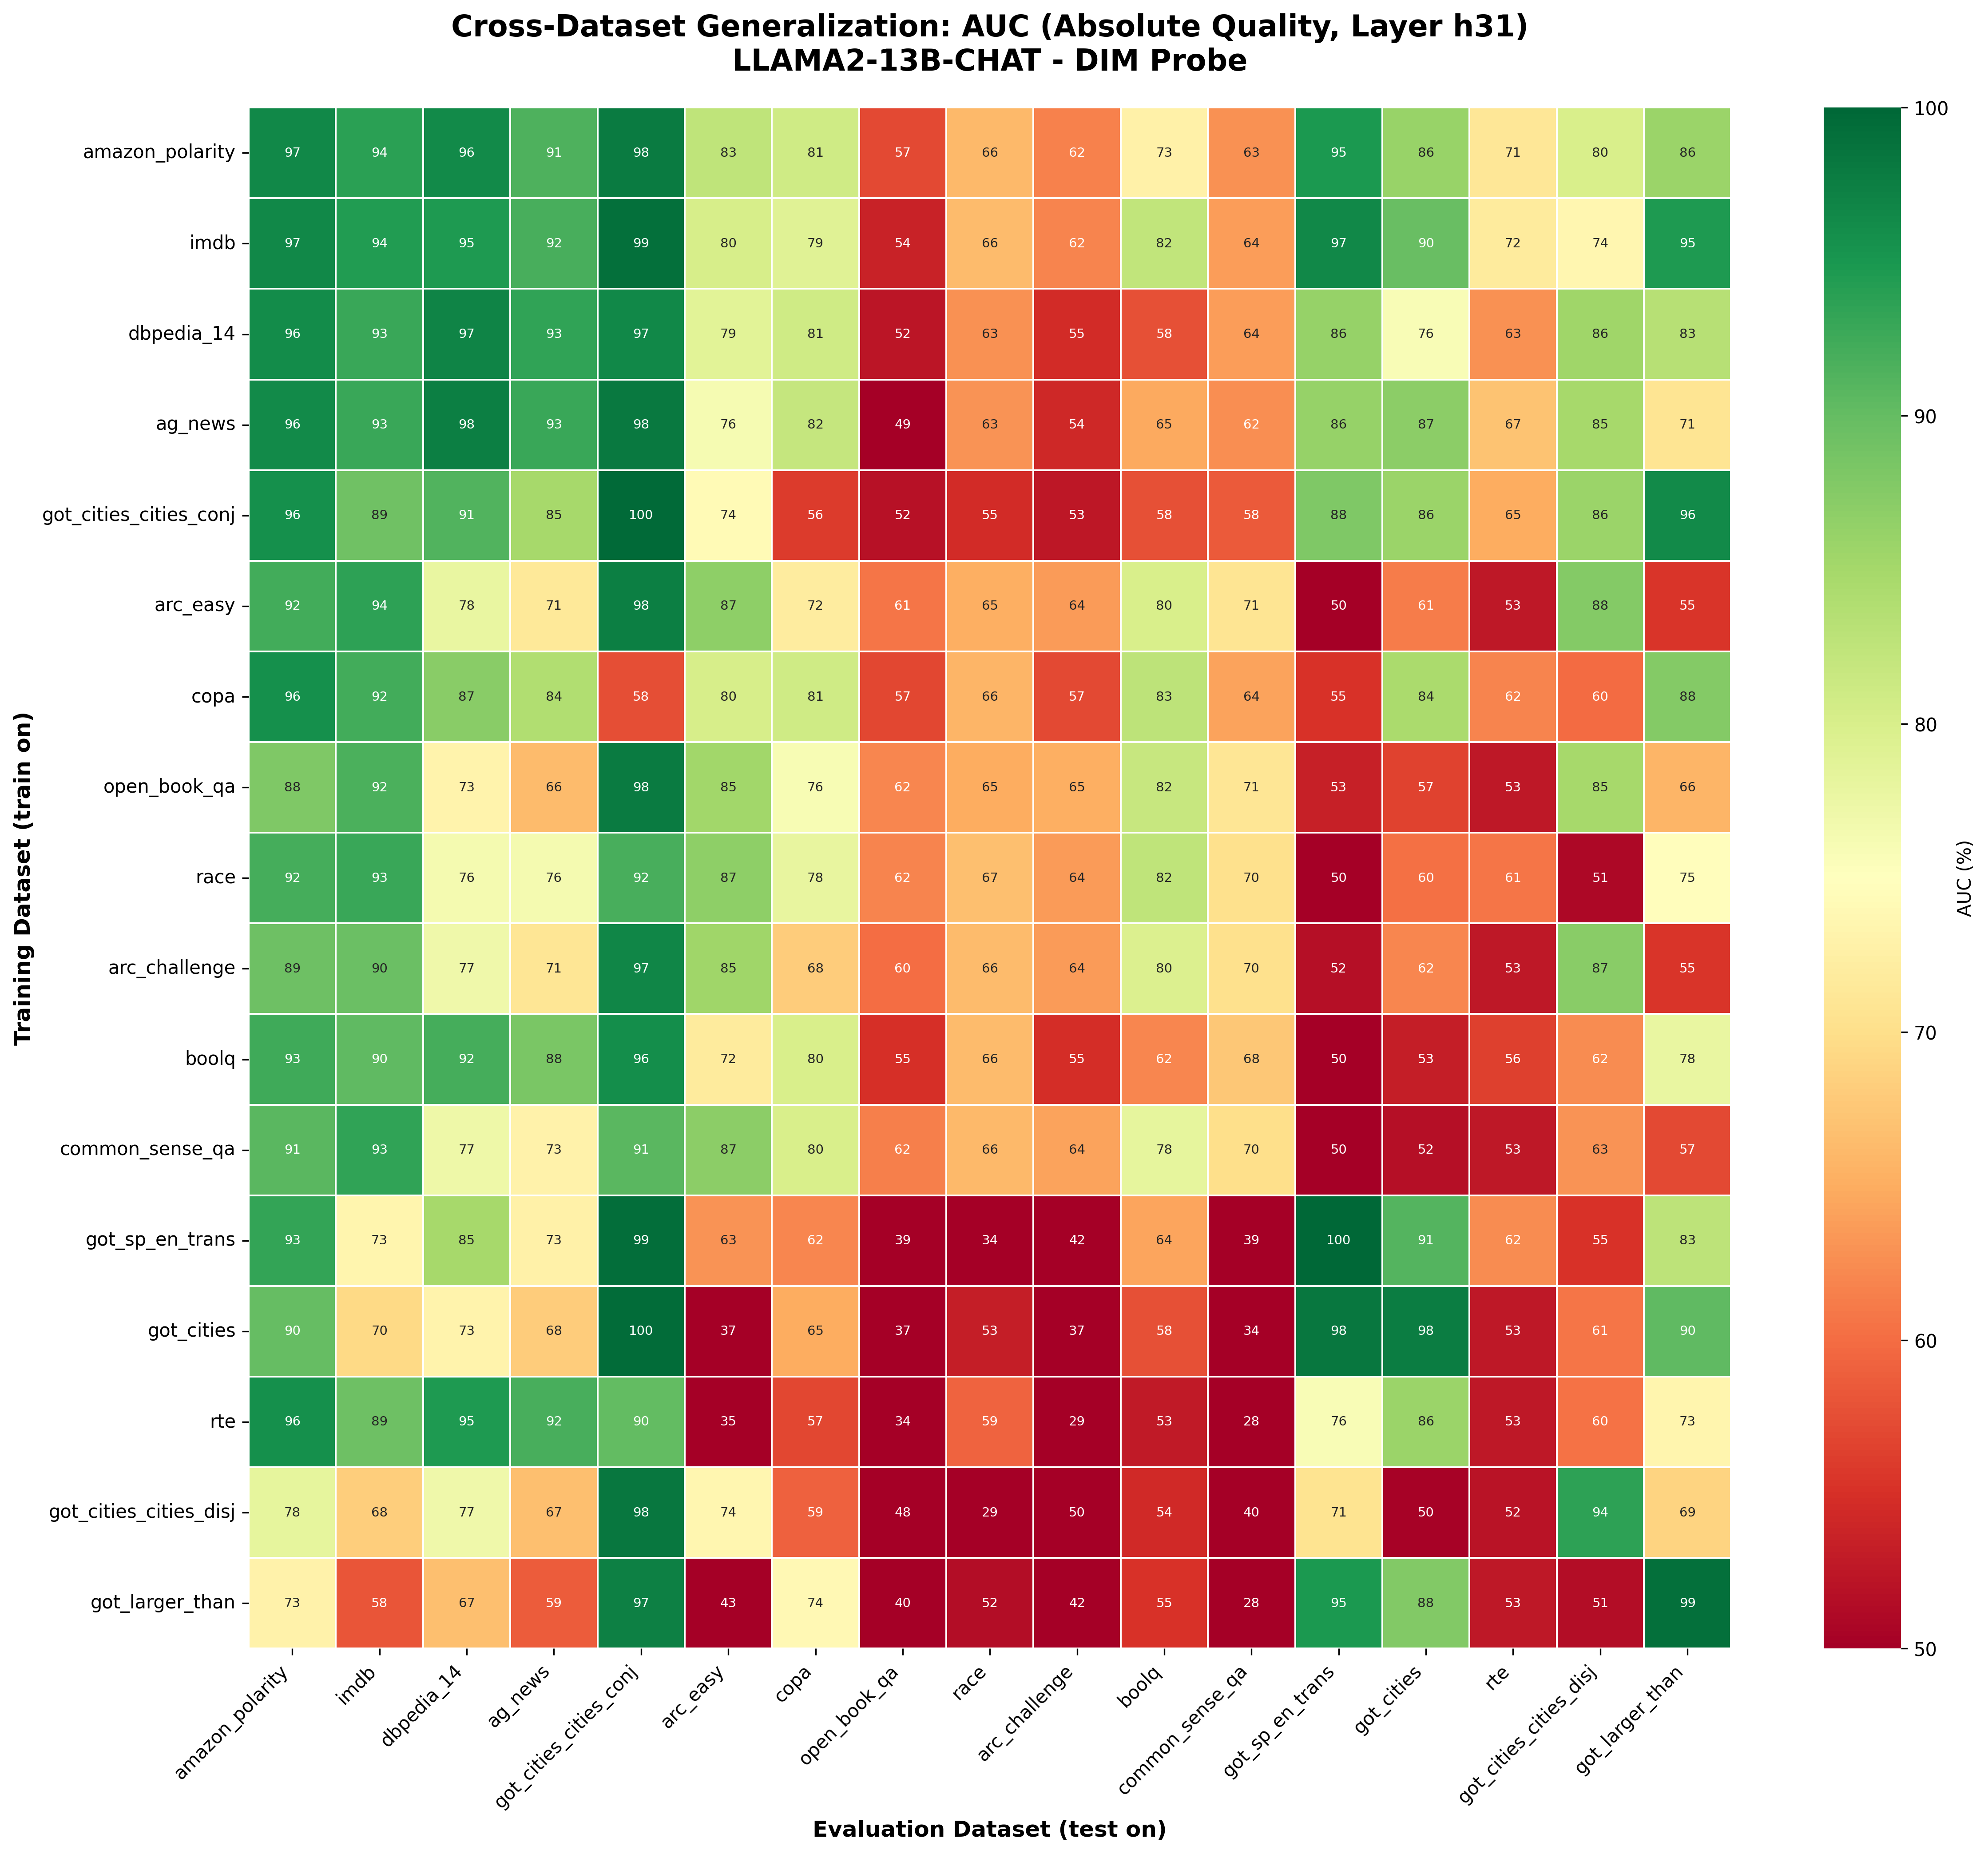 Cross-Dataset Generalization: AUC (Absolute Quality, Layer h31)
LLAMA2-13B-CHAT - DIM Probe
Training Dataset (train on)
amazon_polarity 97 94 96 91 98 83 81 57 66 62 73 63 95 86 71 80 86
imdb 97 94 95 92 99 80 79 54 66 62 82 64 97 90 72 74 95
dbpedia_14 96 93 97 93 97 79 81 52 63 55 58 64 86 76 63 86 83
ag_news 96 93 98 93 98 76 82 49 63 54 65 62 86 87 67 85 71
got_cities_cities_conj 96 89 91 85 100 74 56 52 55 53 58 58 88 86 65 86 96
arc_easy 92 94 78 71 98 87 72 61 65 64 80 71 50 61 53 88 55
copa 96 92 87 84 58 80 81 57 66 57 83 64 55 84 62 60 88
open_book_qa 88 92 73 66 98 85 76 62 65 65 82 71 53 57 53 85 66
race 92 93 76 76 92 87 78 62 67 64 82 70 50 60 61 51 75
arc_challenge 89 90 77 71 97 85 68 60 66 64 80 70 52 62 53 87 55
boolq 93 90 92 88 96 72 80 55 66 55 62 68 50 53 56 62 78
common_sense_qa 91 93 77 73 91 87 80 62 66 64 78 70 50 52 53 63 57
got_sp_en_trans 93 73 85 73 99 63 62 39 34 42 64 39 100 91 62 55 83
got_cities 90 70 73 68 100 37 65 37 53 37 58 34 98 98 53 61 90
rte 96 89 95 92 90 35 57 34 59 29 53 28 76 86 53 60 73
got_cities_cities_disj 78 68 77 67 98 74 59 48 29 50 54 40 71 50 52 94 69
got_larger_than 73 58 67 59 97 43 74 40 52 42 55 28 95 88 53 51 99
amazon_polarity imdb dbpedia_14 ag_news got_cities_cities_conj arc_easy copa open_book_qa race arc_challenge boolq common_sense_qa got_sp_en_trans got_cities rte got_cities_cities_disj got_larger_than
Evaluation Dataset (test on)
100
90
80
70
60
50
AUC (%)